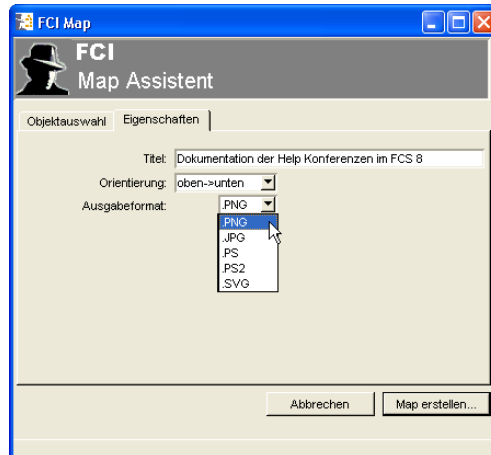 FCI Map
FCI
Map Assistent
Objektauswahl Eigenschaften
Titel: Dokumentation der Help Konferenzen im FCS 8
Orientierung: oben->unten
Ausgabeformat: .PNG
.PNG
.JPG
.PS
.PS2
.SVG
Abbrechen Map erstellen...